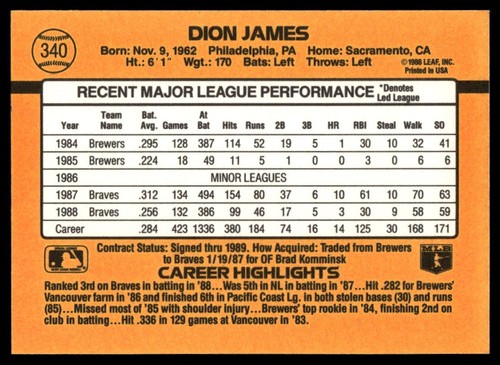 340
DION JAMES
Born: Nov. 9, 1962 Philadelphia, PA Home: Sacramento, CA
Ht.: 6'1" Wgt.: 170 Bats: Left Throws: Left
©1988 LEAF, INC.
Printed in USA
RECENT MAJOR LEAGUE PERFORMANCE *Denotes Led League
Year Team Name Bat. Avg. Games At Bat Hits Runs 2B 3B HR RBI Steal Walk SO
1984 Brewers .295 128 387 114 52 19 5 1 30 10 32 41
1985 Brewers .224 18 49 11 5 1 0 0 3 0 6 6
1986 MINOR LEAGUES
1987 Braves .312 134 494 154 80 37 6 10 61 10 70 63
1988 Braves .256 132 386 99 46 17 5 3 30 9 58 59
Career .284 423 1336 380 184 74 16 14 125 30 168 171
Contract Status: Signed thru 1989. How Acquired: Traded from Brewers
to Braves 1/19/87 for OF Brad Komminsk
MLB
CAREER HIGHLIGHTS
Ranked 3rd on Braves in batting in '88...Was 5th in NL in batting in '87...Hit .282 for Brewers'
Vancouver farm in '86 and finished 6th in Pacific Coast Lg. in both stolen bases (30) and runs
(85)...Missed most of '85 with shoulder injury...Brewers' top rookie in '84, finishing 2nd on
club in batting...Hit .336 in 129 games at Vancouver in '83.